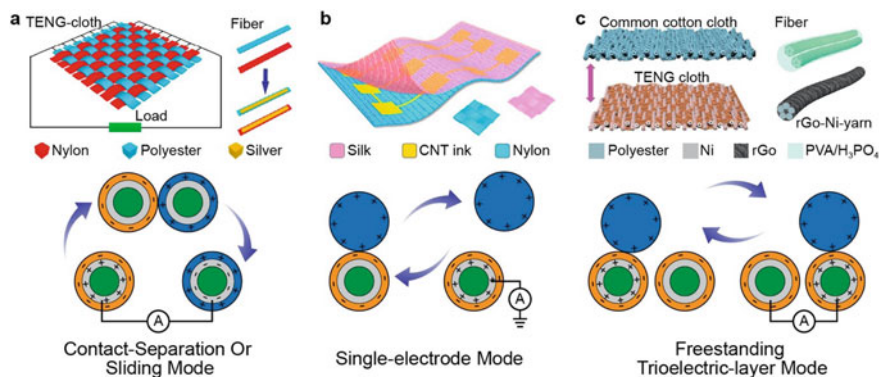 a
TENG-cloth
Fiber
Load
Nylon Polyester Silver
A
Contact-Separation Or
Sliding Mode
b
Silk CNT ink Nylon
A
Single-electrode Mode
c
Common cotton cloth
Fiber
TENG cloth
rGo-Ni-yarn
Polyester Ni rGo PVA/H₃PO₄
A
Freestanding
Trioelectric-layer Mode